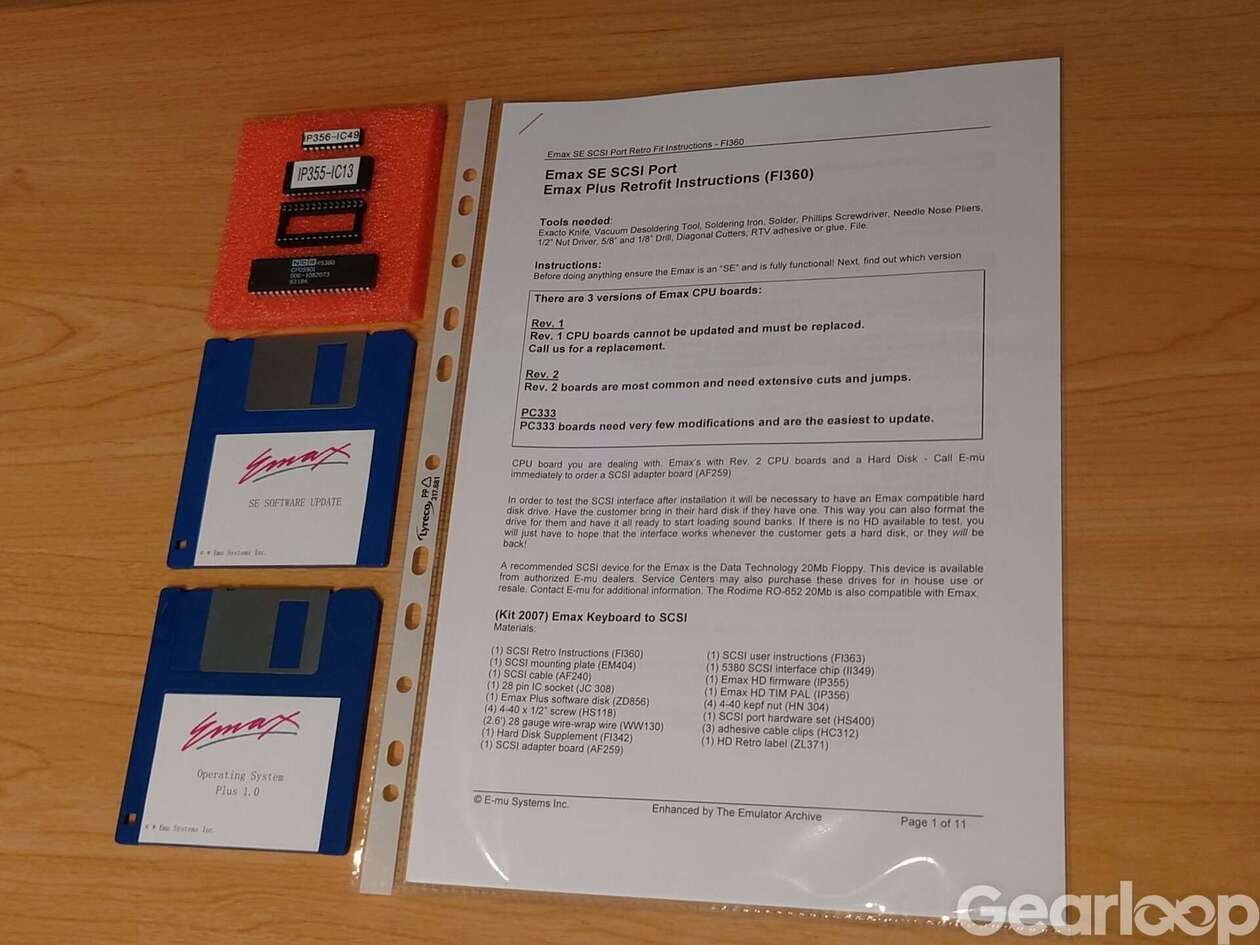 IP356-IC49
IP355-IC13
NCR
Emax
SE SOFTWARE UPDATE
Emu Systems Inc.
Emax
Operating System
Plus 1.0
Emu Systems Inc.
Lyreco PP
317.681
Emax SE SCSI Port Retro Fit Instructions - FI360
Emax SE SCSI Port
Emax Plus Retrofit Instructions (FI360)
Tools needed:
Exacto Knife, Vacuum Desoldering Tool, Soldering Iron, Solder, Phillips Screwdriver, Needle Nose Pliers,
1/2" Nut Driver, 5/8" and 1/8" Drill, Diagonal Cutters, RTV adhesive or glue, File.
Instructions:
Before doing anything ensure the Emax is an "SE" and is fully functional! Next, find out which version
There are 3 versions of Emax CPU boards:
Rev. 1
Rev. 1 CPU boards cannot be updated and must be replaced.
Call us for a replacement.
Rev. 2
Rev. 2 boards are most common and need extensive cuts and jumps.
PC333
PC333 boards need very few modifications and are the easiest to update.
CPU board you are dealing with. Emax's with Rev. 2 CPU boards and a Hard Disk - Call E-mu
immediately to order a SCSI adapter board (AF259)
In order to test the SCSI interface after installation it will be necessary to have an Emax compatible hard
disk drive. Have the customer bring in their hard disk if they have one. This way you can also format the
drive for them and have it all ready to start loading sound banks. If there is no HD available to test, you
will just have to hope that the interface works whenever the customer gets a hard disk, or they will be
back!
A recommended SCSI device for the Emax is the Data Technology 20Mb Floppy. This device is available
from authorized E-mu dealers. Service Centers may also purchase these drives for in house use or
resale. Contact E-mu for additional information. The Rodime RO-652 20Mb is also compatible with Emax.
(Kit 2007) Emax Keyboard to SCSI
Materials:
(1) SCSI Retro Instructions (FI360)
(1) SCSI mounting plate (EM404)
(1) SCSI cable (AF240)
(1) 28 pin IC socket (JC 308)
(1) Emax Plus software disk (ZD856)
(4) 4-40 x 1/2" screw (HS118)
(2.6') 28 gauge wire-wrap wire (WW130)
(1) Hard Disk Supplement (FI342)
(1) SCSI adapter board (AF259)
(1) SCSI user instructions (FI363)
(1) 5380 SCSI interface chip (II349)
(1) Emax HD firmware (IP355)
(1) Emax HD TIM PAL (IP356)
(4) 4-40 kepf nut (HN 304)
(1) SCSI port hardware set (HS400)
(3) adhesive cable clips (HC312)
(1) HD Retro label (ZL371)
© E-mu Systems Inc.
Enhanced by The Emulator Archive
Page 1 of 11
Gearloop